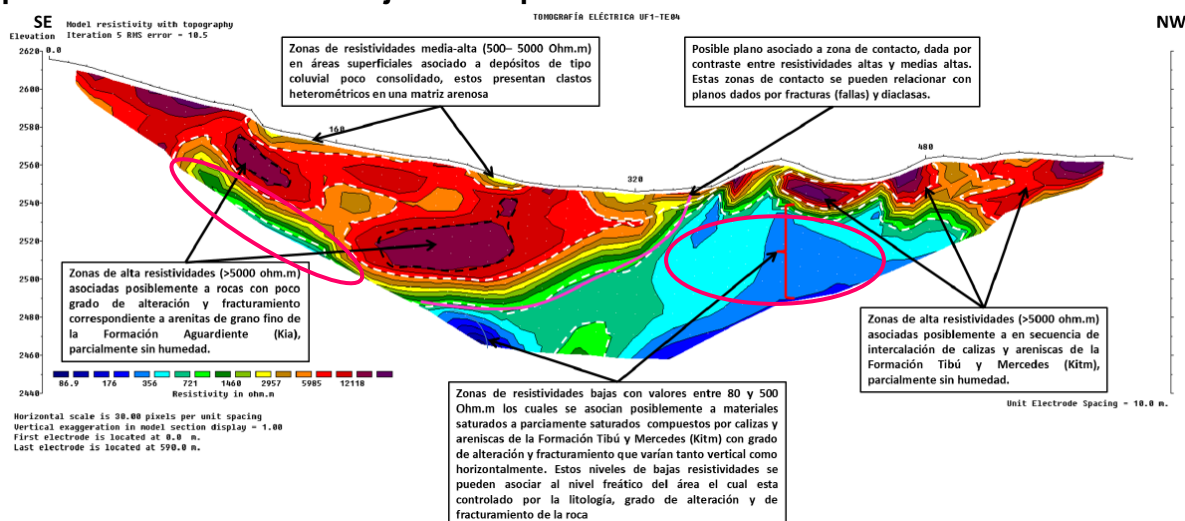 SE
Model resistivity with topography
TOMOGRAFÍA ELÉCTRICA UF1-TE04
NW
Elevation
Iteration 5 RMS error = 10.5
2620
0.0
Zonas de resistividades media-alta (500– 5000 Ohm.m)
en áreas superficiales asociado a depósitos de tipo
coluvial poco consolidado, estos presentan clastos
heterométricos en una matriz arenosa
Posible plano asociado a zona de contacto, dada por
contraste entre resistividades altas y medias altas.
Estas zonas de contacto se pueden relacionar con
planos dados por fracturas (fallas) y diaclasas.
2600
2580
160
2560
480
320
2540
2520
2500
2480
2460
2440
Zonas de alta resistividades (>5000 ohm.m)
asociadas posiblemente a rocas con poco
grado de alteración y fracturamiento
correspondiente a arenitas de grano fino de
la Formación Aguardiente (Kia),
parcialmente sin humedad.
Zonas de alta resistividades (>5000 ohm.m)
asociadas posiblemente a en secuencia de
intercalación de calizas y areniscas de la
Formación Tibú y Mercedes (Kitm),
parcialmente sin humedad.
86.9 176 356 721 1460 2957 5985 12118
Resistivity in ohm.m
Zonas de resistividades bajas con valores entre 80 y 500
Ohm.m los cuales se asocian posiblemente a materiales
saturados a parciamente saturados compuestos por calizas y
areniscas de la Formación Tibú y Mercedes (Kitm) con grado
de alteración y fracturamiento que varían tanto vertical como
horizontalmente. Estos niveles de bajas resistividades se
pueden asociar al nivel freático del área el cual esta
controlado por la litología, grado de alteración y de
fracturamiento de la roca
Unit Electrode Spacing = 10.0 m.
Horizontal scale is 30.00 pixels per unit spacing
Vertical exaggeration in model section display = 1.00
First electrode is located at 0.0 m.
Last electrode is located at 590.0 m.